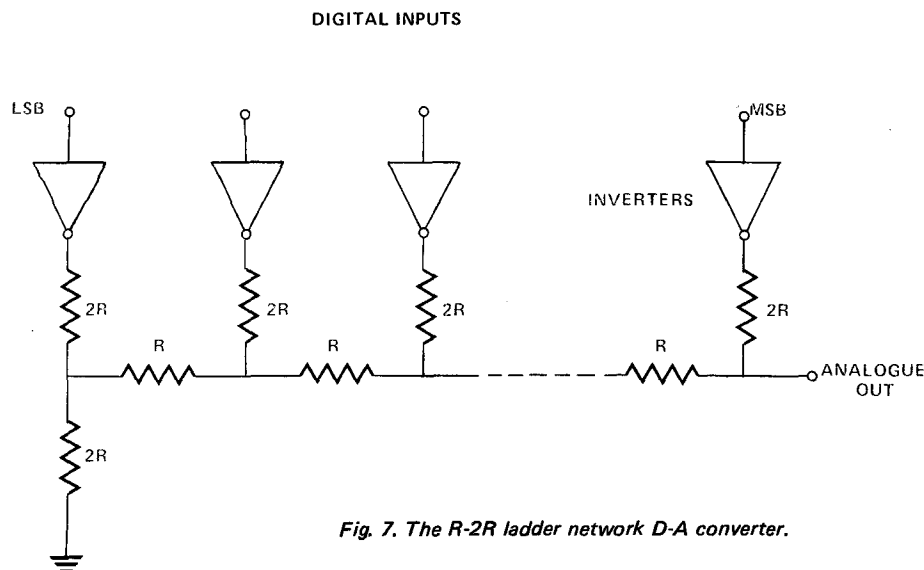 DIGITAL INPUTS
LSB
MSB
INVERTERS
2R
2R
2R
2R
R
R
R
ANALOGUE
OUT
2R
Fig. 7. The R-2R ladder network D-A converter.